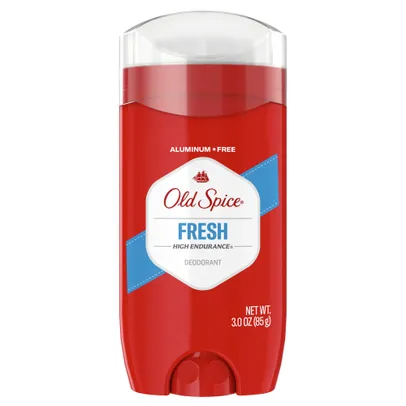 ALUMINUM • FREE
Old Spice®
FRESH
HIGH ENDURANCE®
DEODORANT
NET WT.
3.0 OZ (85 g)